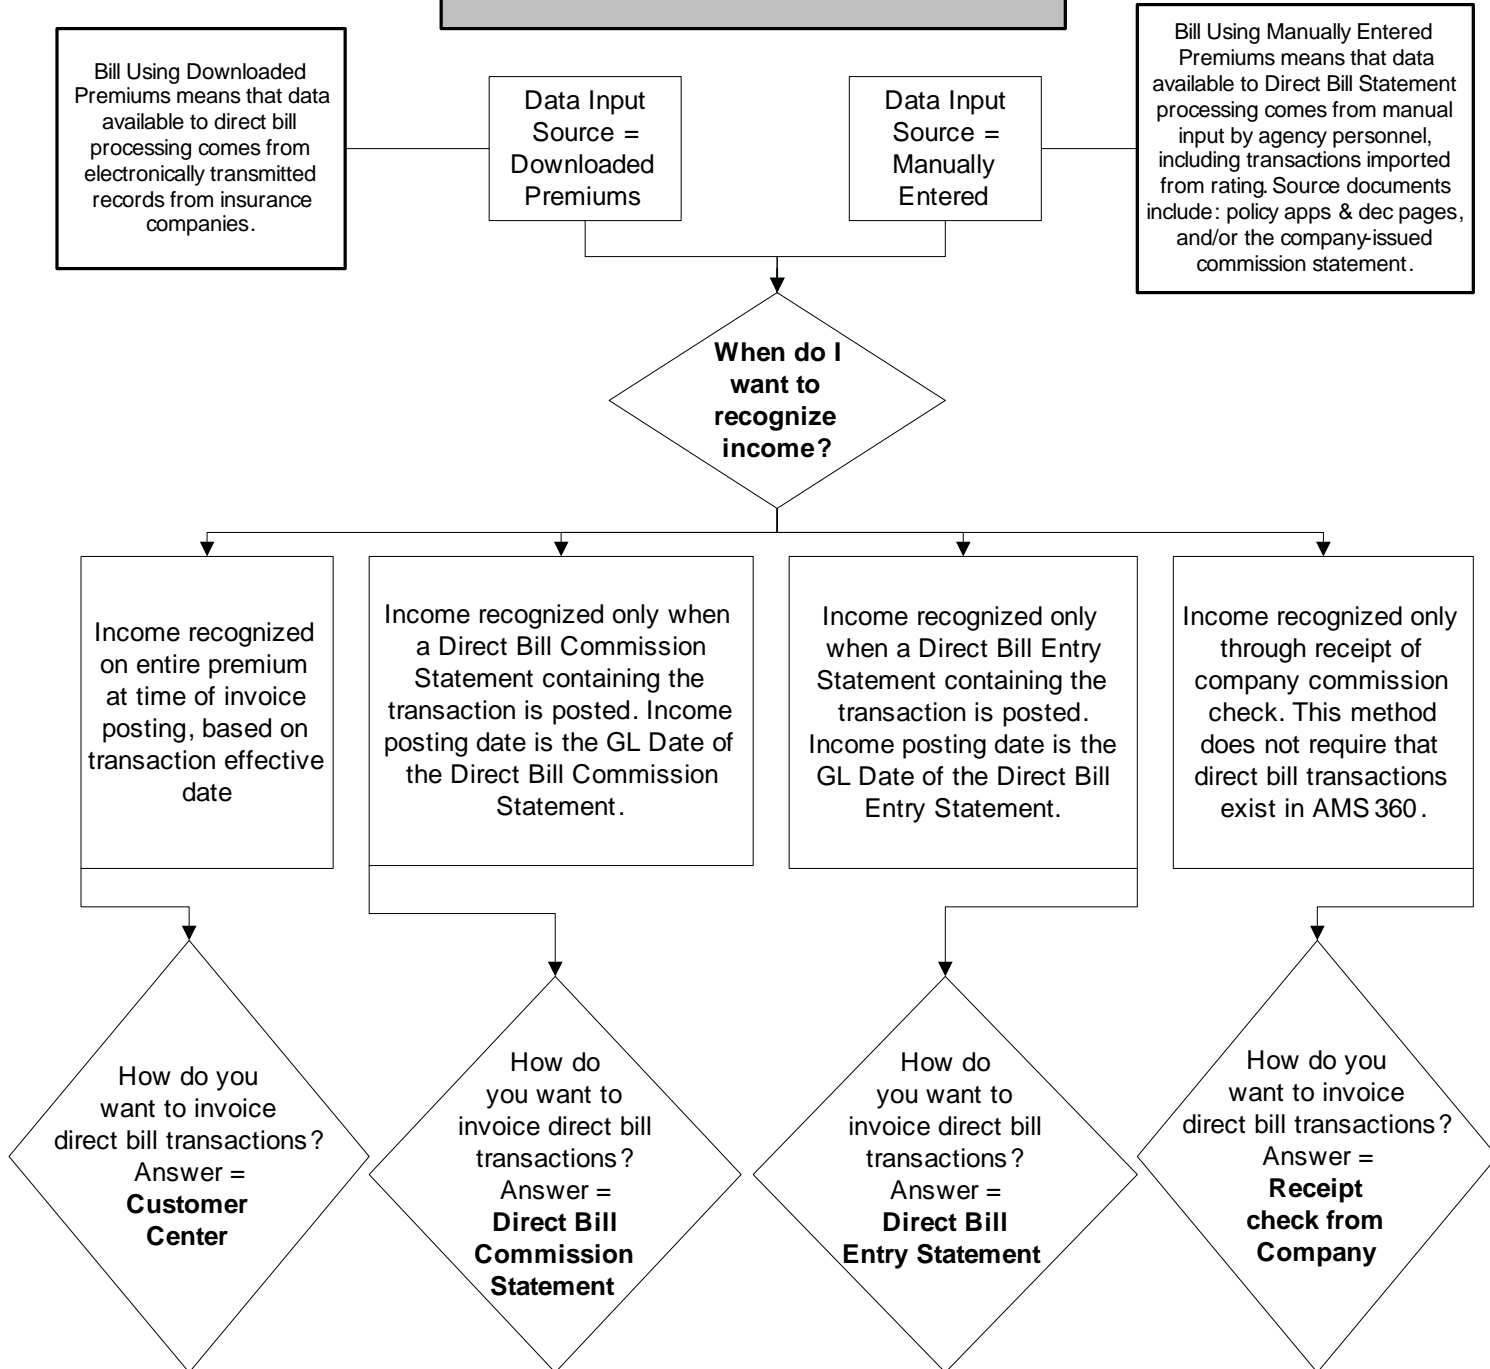 Bill Using Downloaded
Premiums means that data
available to direct bill
processing comes from
electronically transmitted
records from insurance
companies.
Data Input
Source =
Downloaded
Premiums
Data Input
Source =
Manually
Entered
Bill Using Manually Entered
Premiums means that data
available to Direct Bill Statement
processing comes from manual
input by agency personnel,
including transactions imported
from rating. Source documents
include: policy apps & dec pages,
and/or the company-issued
commission statement.
When do I
want to
recognize
income?
Income recognized
on entire premium
at time of invoice
posting, based on
transaction effective
date
Income recognized only when
a Direct Bill Commission
Statement containing the
transaction is posted. Income
posting date is the GL Date of
the Direct Bill Commission
Statement.
Income recognized only
when a Direct Bill Entry
Statement containing the
transaction is posted.
Income posting date is the
GL Date of the Direct Bill
Entry Statement.
Income recognized only
through receipt of
company commission
check. This method
does not require that
direct bill transactions
exist in AMS 360.
How do you
want to invoice
direct bill transactions?
Answer =
Customer
Center
How do
you want to
invoice direct bill
transactions?
Answer =
Direct Bill
Commission
Statement
How do
you want to
invoice direct bill
transactions?
Answer =
Direct Bill
Entry Statement
How do you
want to invoice
direct bill transactions?
Answer =
Receipt
check from
Company